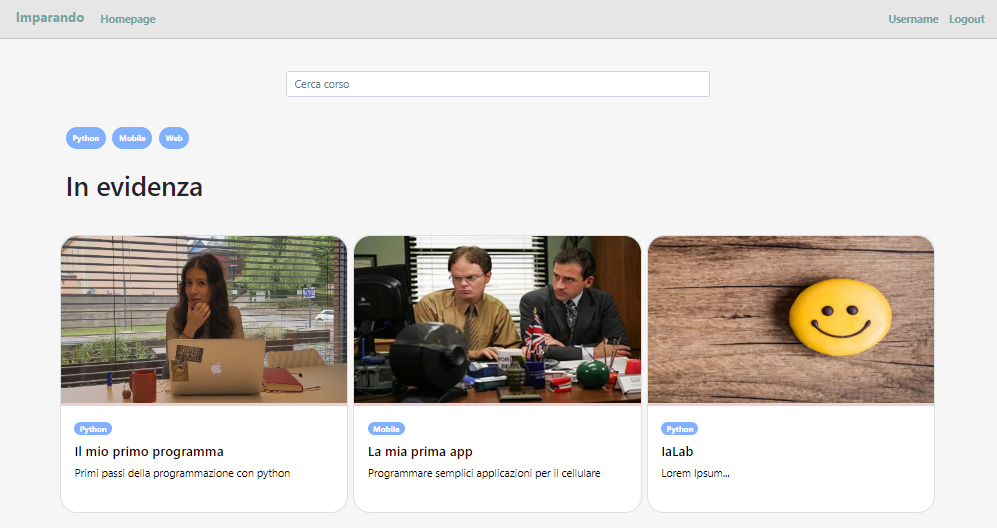 Imparando Homepage Username Logout
Cerca corso
Python Mobile Web
In evidenza
Python
Il mio primo programma
Primi passi della programmazione con python
Mobile
La mia prima app
Programmare semplici applicazioni per il cellulare
Python
IaLab
Lorem Ipsum...